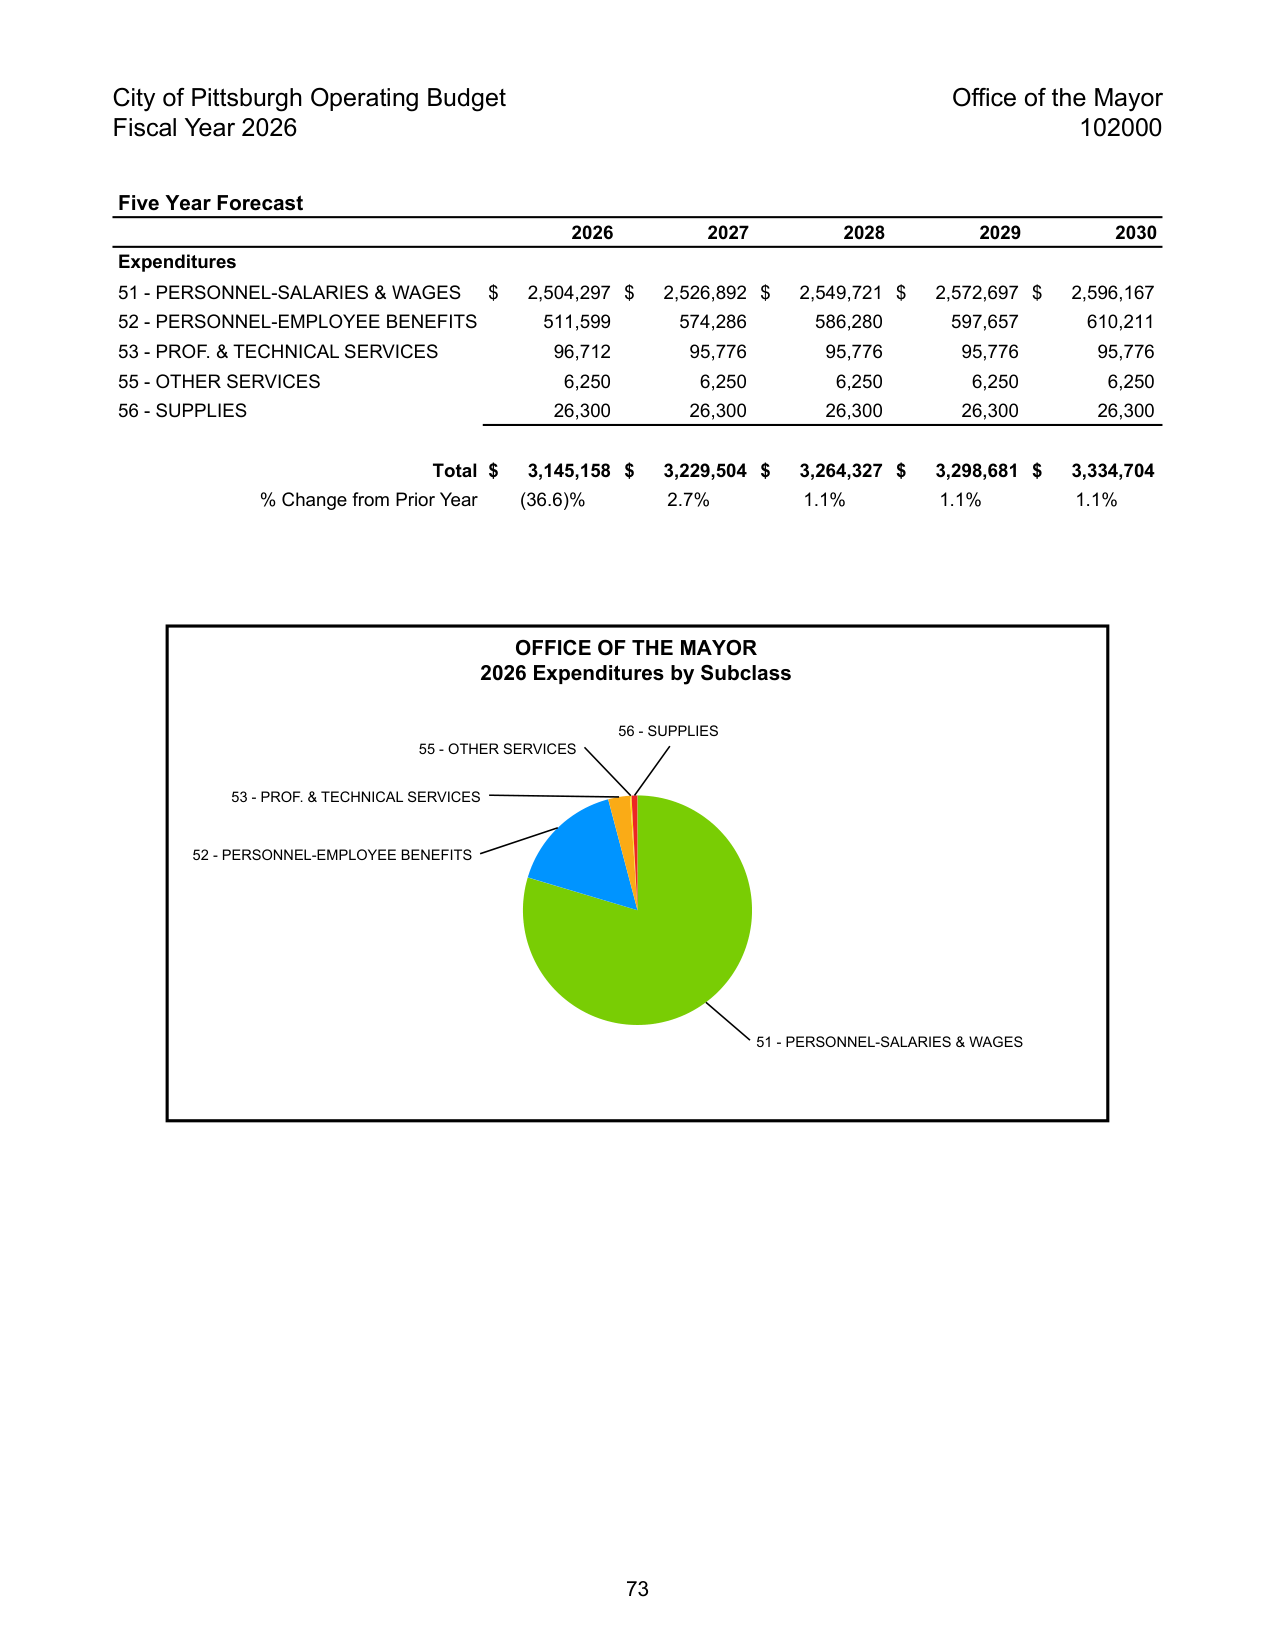 City of Pittsburgh Operating Budget Office of the Mayor
Fiscal Year 2026 102000
Five Year Forecast
2026 2027 2028 2029 2030
Expenditures
51 - PERSONNEL-SALARIES & WAGES $ 2,504,297 $ 2,526,892 $ 2,549,721 $ 2,572,697 $ 2,596,167
52 - PERSONNEL-EMPLOYEE BENEFITS 511,599 574,286 586,280 597,657 610,211
53 - PROF. & TECHNICAL SERVICES 96,712 95,776 95,776 95,776 95,776
55 - OTHER SERVICES 6,250 6,250 6,250 6,250 6,250
56 - SUPPLIES 26,300 26,300 26,300 26,300 26,300
Total $ 3,145,158 $ 3,229,504 $ 3,264,327 $ 3,298,681 $ 3,334,704
% Change from Prior Year (36.6)% 2.7% 1.1% 1.1% 1.1%
OFFICE OF THE MAYOR
2026 Expenditures by Subclass
56 - SUPPLIES
55 - OTHER SERVICES
53 - PROF. & TECHNICAL SERVICES
52 - PERSONNEL-EMPLOYEE BENEFITS
51 - PERSONNEL-SALARIES & WAGES
73